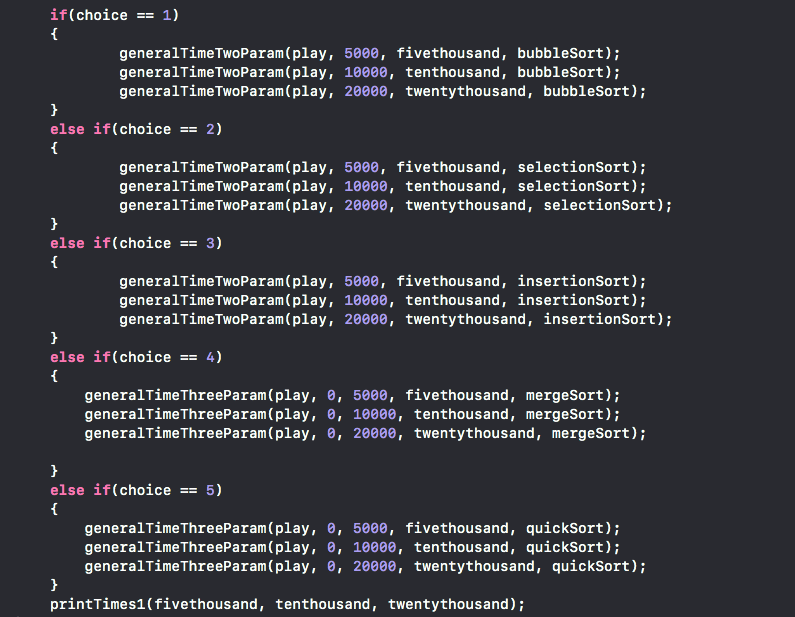 if(choice == 1)
{
generalTimeTwoParam(play, 5000, fivethousand, bubbleSort);
generalTimeTwoParam(play, 10000, tenthousand, bubbleSort);
generalTimeTwoParam(play, 20000, twentythousand, bubbleSort);
}
else if(choice == 2)
{
generalTimeTwoParam(play, 5000, fivethousand, selectionSort);
generalTimeTwoParam(play, 10000, tenthousand, selectionSort);
generalTimeTwoParam(play, 20000, twentythousand, selectionSort);
}
else if(choice == 3)
{
generalTimeTwoParam(play, 5000, fivethousand, insertionSort);
generalTimeTwoParam(play, 10000, tenthousand, insertionSort);
generalTimeTwoParam(play, 20000, twentythousand, insertionSort);
}
else if(choice == 4)
{
generalTimeThreeParam(play, 0, 5000, fivethousand, mergeSort);
generalTimeThreeParam(play, 0, 10000, tenthousand, mergeSort);
generalTimeThreeParam(play, 0, 20000, twentythousand, mergeSort);
}
else if(choice == 5)
{
generalTimeThreeParam(play, 0, 5000, fivethousand, quickSort);
generalTimeThreeParam(play, 0, 10000, tenthousand, quickSort);
generalTimeThreeParam(play, 0, 20000, twentythousand, quickSort);
}
printTimes1(fivethousand, tenthousand, twentythousand);